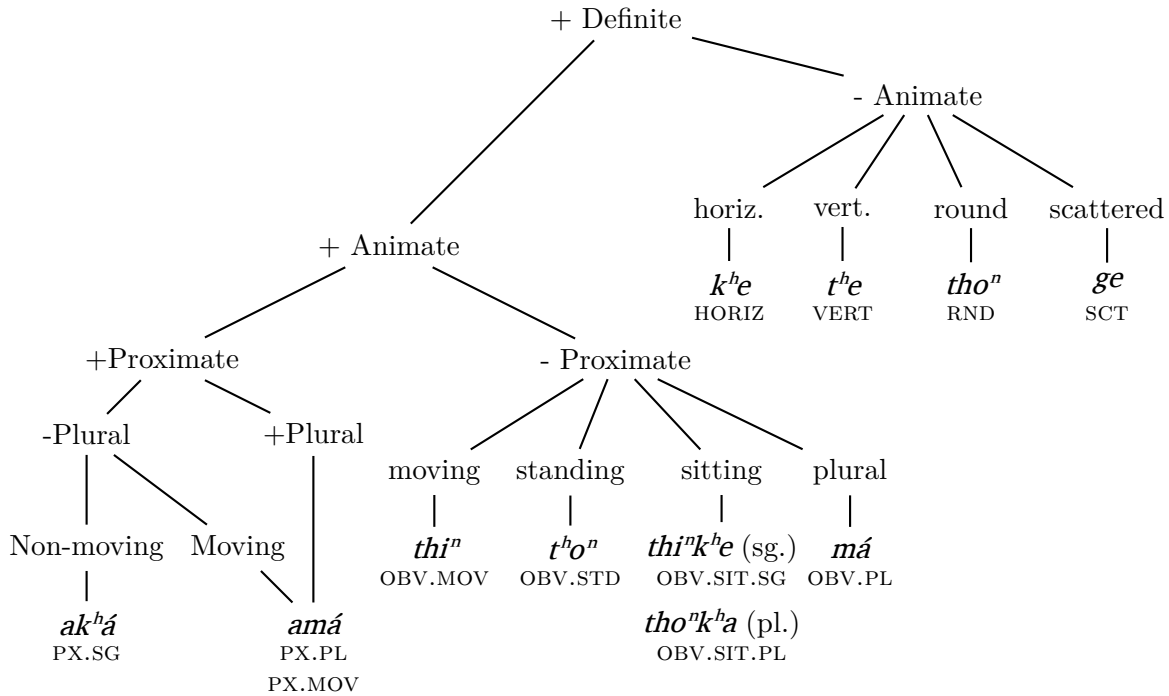 + Definite
- Animate
horiz. vert. round scattered
+ Animate
kʰe tʰe thoⁿ ge
HORIZ VERT RND SCT
+Proximate - Proximate
-Plural +Plural
moving standing sitting plural
Non-moving Moving thiⁿ tʰoⁿ thiⁿkʰe (sg.) má
OBV.MOV OBV.STD OBV.SIT.SG OBV.PL
akʰá amá thoⁿkʰa (pl.)
PX.SG PX.PL OBV.SIT.PL
PX.MOV